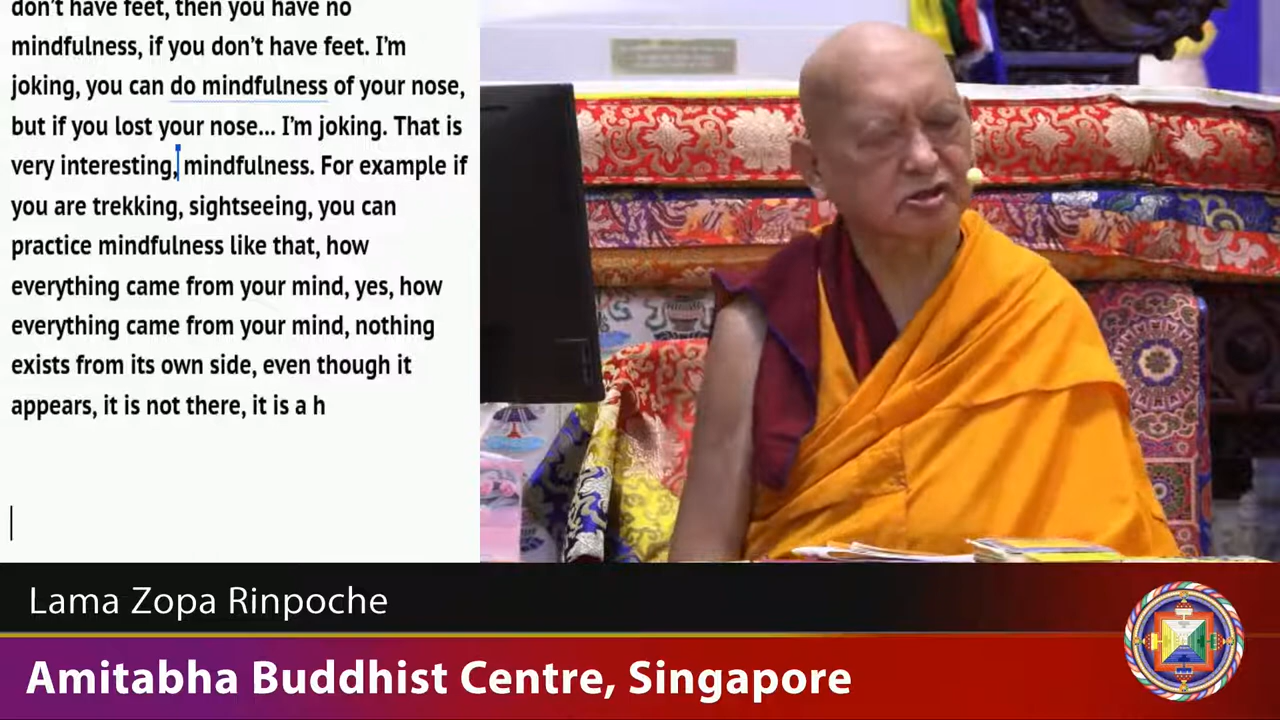 don't have feet, then you have no
mindfulness, if you don't have feet. I'm
joking, you can do mindfulness of your nose,
but if you lost your nose... I'm joking. That is
very interesting, mindfulness. For example if
you are trekking, sightseeing, you can
practice mindfulness like that, how
everything came from your mind, yes, how
everything came from your mind, nothing
exists from its own side, even though it
appears, it is not there, it is a h
Lama Zopa Rinpoche
Amitabha Buddhist Centre, Singapore